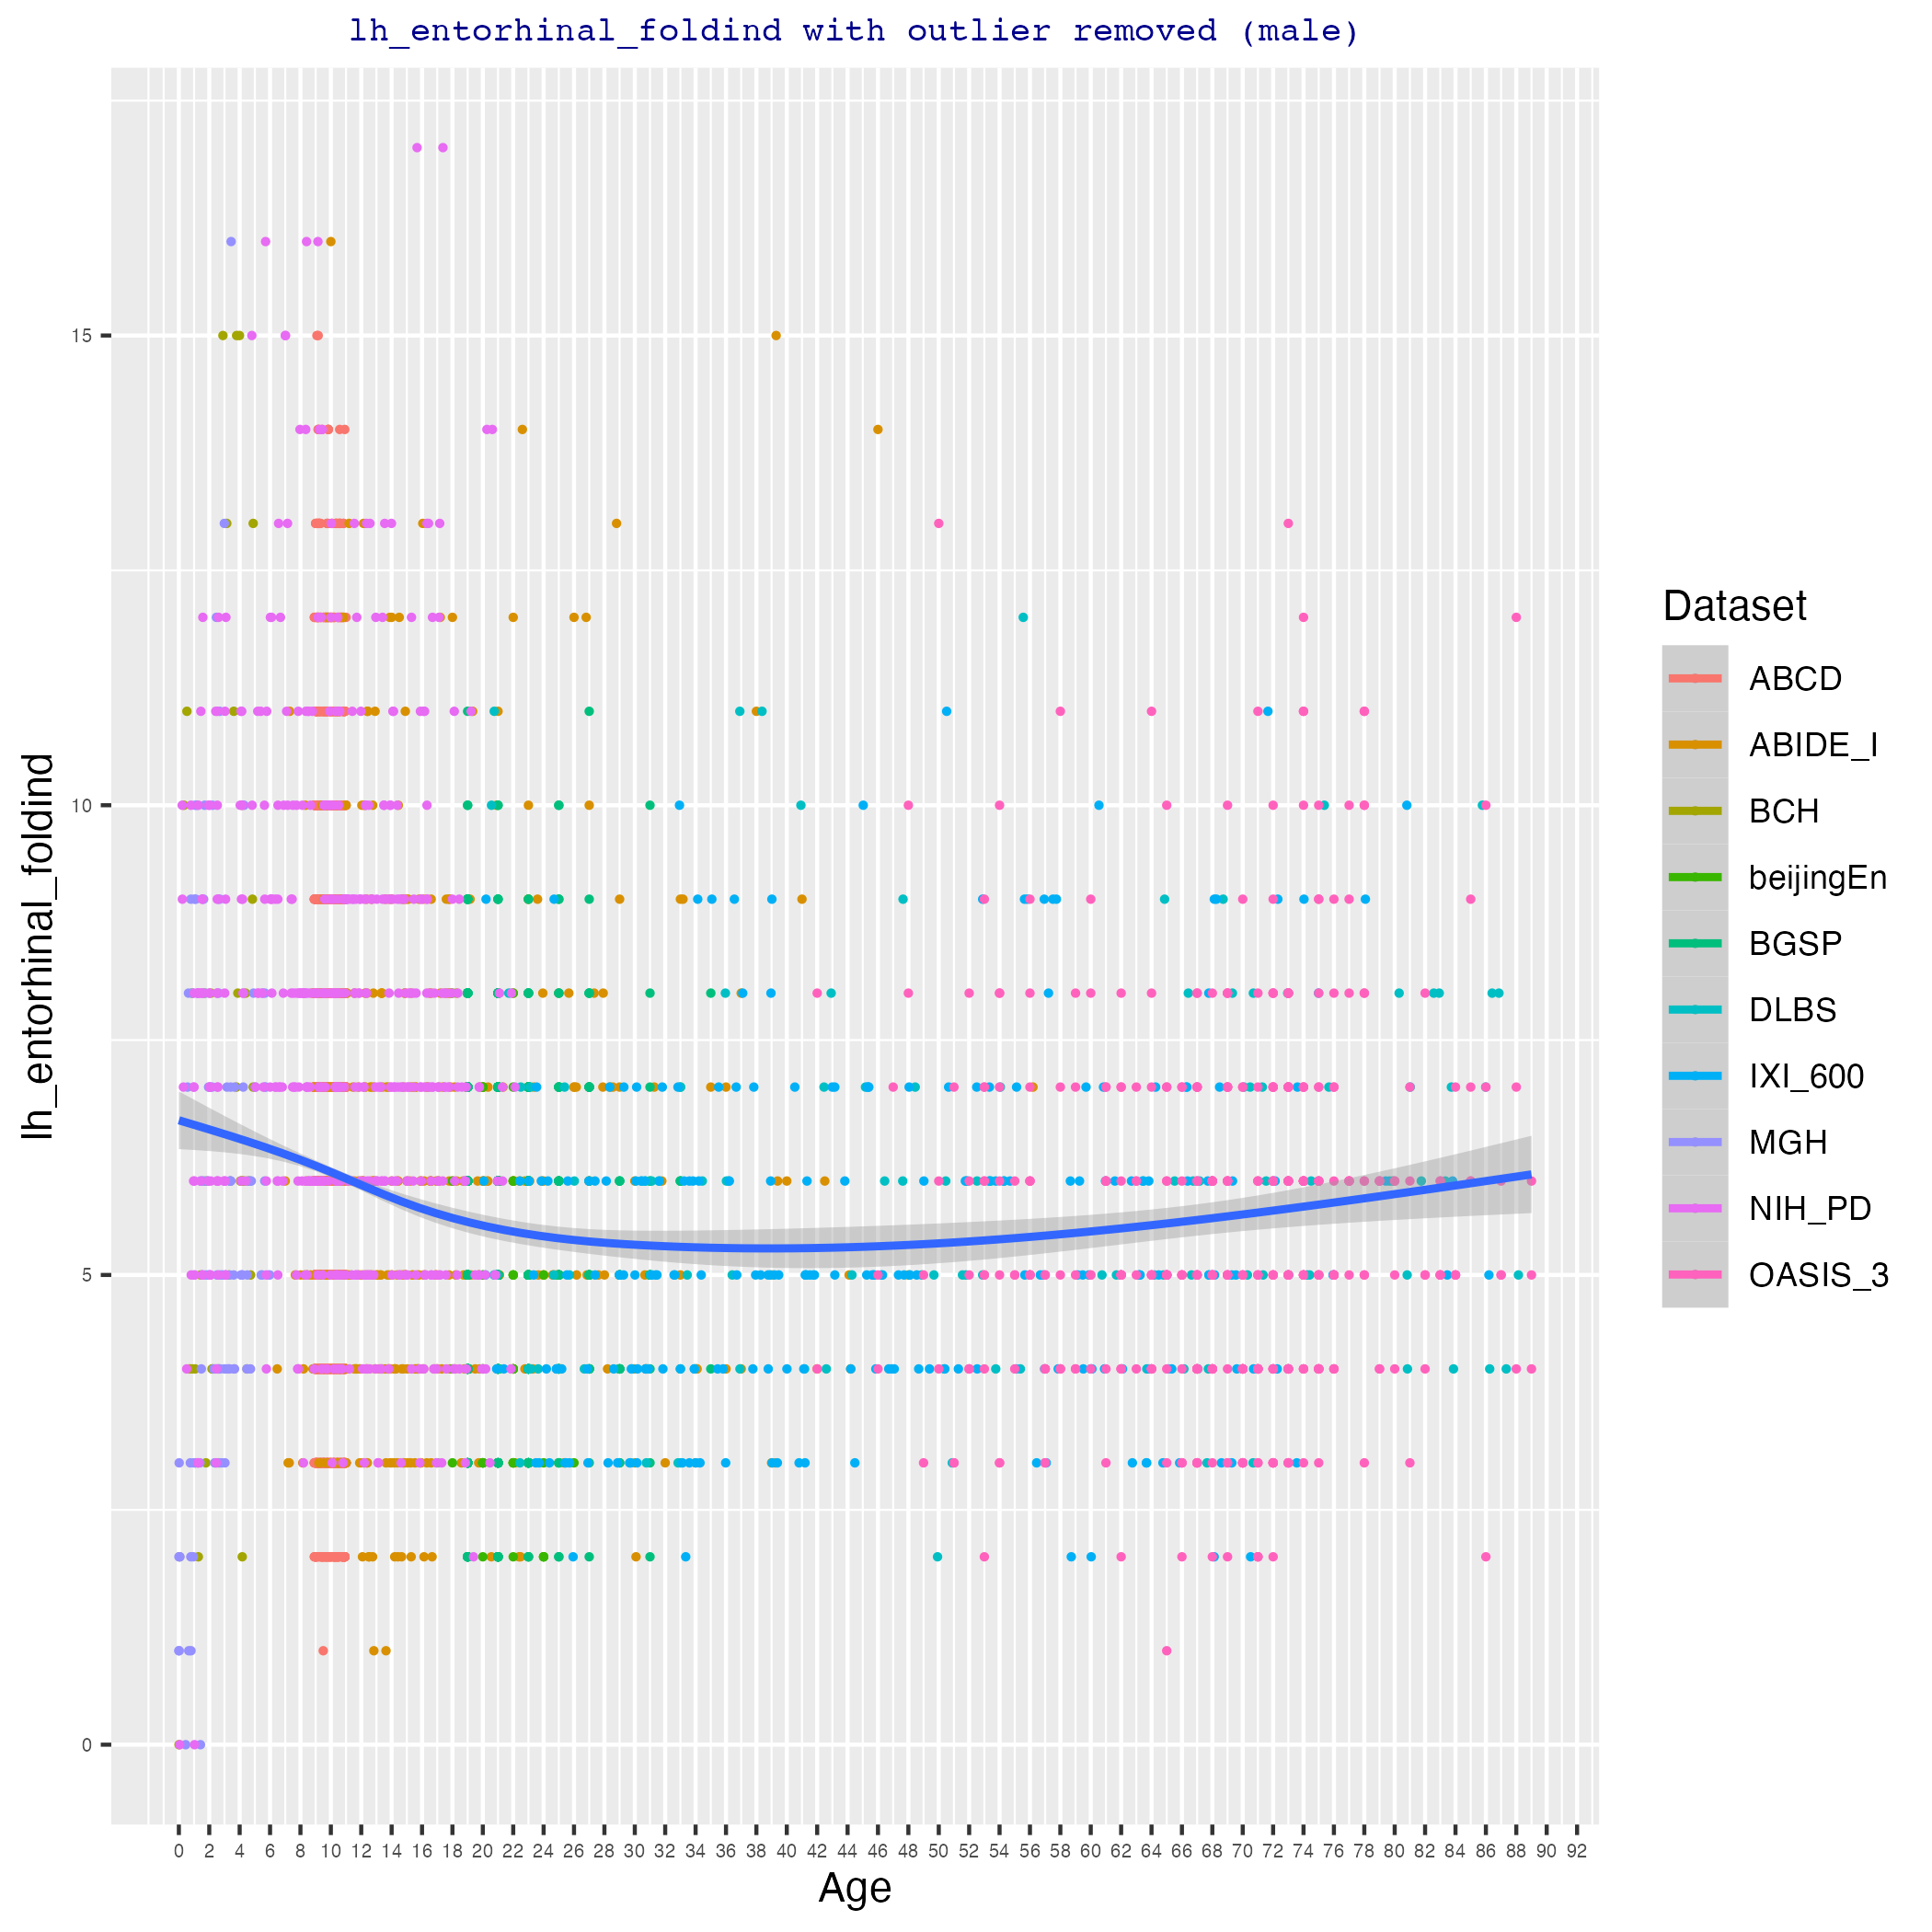 lh_entorhinal_foldind with outlier removed (male)
lh_entorhinal_foldind
15
10
5
0
0 2 4 6 8 10 12 14 16 18 20 22 24 26 28 30 32 34 36 38 40 42 44 46 48 50 52 54 56 58 60 62 64 66 68 70 72 74 76 78 80 82 84 86 88 90 92
Age
Dataset
ABCD
ABIDE_I
BCH
beijingEn
BGSP
DLBS
IXI_600
MGH
NIH_PD
OASIS_3